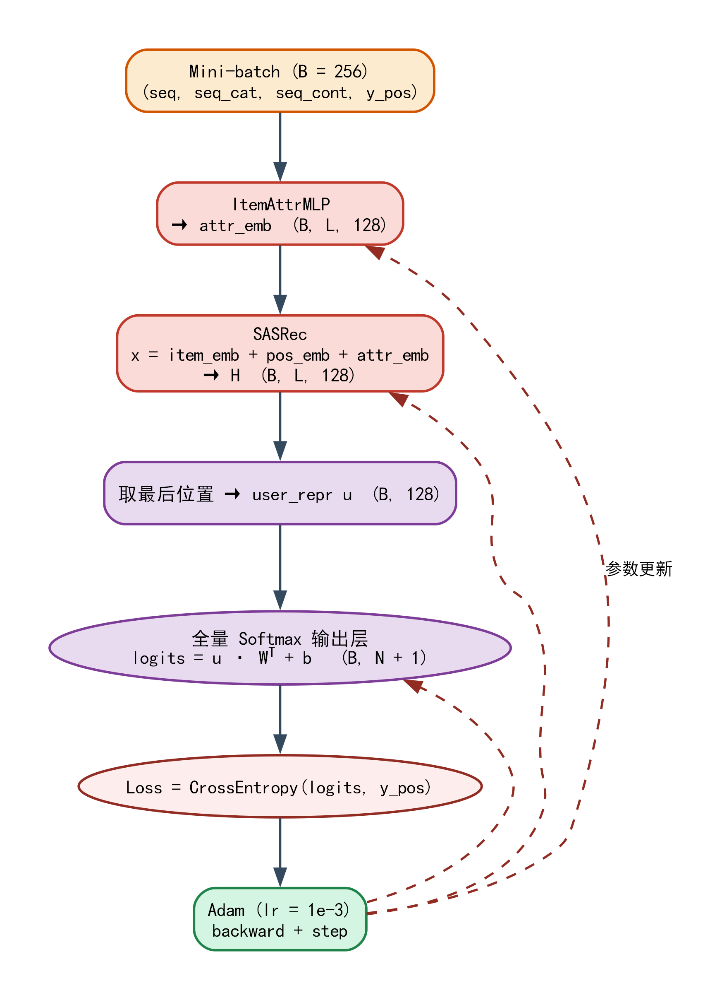 Mini-batch (B = 256)
(seq, seq_cat, seq_cont, y_pos)
ItemAttrMLP
→ attr_emb (B, L, 128)
SASRec
x = item_emb + pos_emb + attr_emb
→ H (B, L, 128)
取最后位置 → user_repr u (B, 128)
参数更新
全量 Softmax 输出层
logits = u · Wᵀ + b (B, N + 1)
Loss = CrossEntropy(logits, y_pos)
Adam (lr = 1e-3)
backward + step